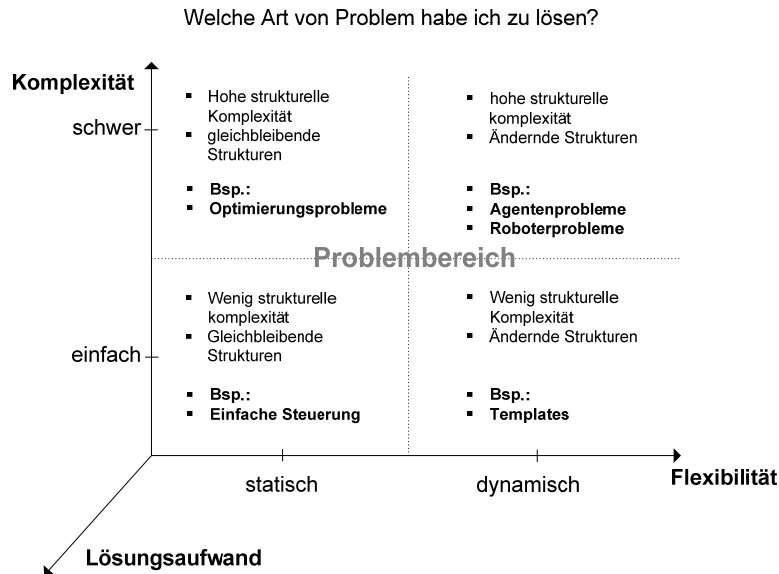 Welche Art von Problem habe ich zu lösen?
Komplexität
schwer
▪ Hohe strukturelle
Komplexität
▪ gleichbleibende
Strukturen
▪ Bsp.:
▪ Optimierungsprobleme
▪ hohe strukturelle
komplexität
▪ Ändernde Strukturen
▪ Bsp.:
▪ Agentenprobleme
▪ Roboterprobleme
Problembereich
einfach
▪ Wenig strukturelle
komplexität
▪ Gleichbleibende
Strukturen
▪ Bsp.:
▪ Einfache Steuerung
▪ Wenig strukturelle
Komplexität
▪ Ändernde Strukturen
▪ Bsp.:
▪ Templates
statisch
dynamisch
Flexibilität
Lösungsaufwand